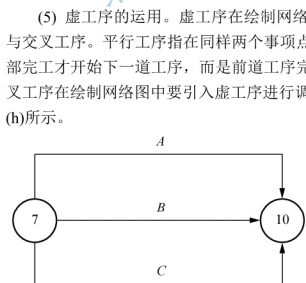 (5) 虚工序的运用。虚工序在绘制网络
与交叉工序。平行工序指在同样两个事项点
部完工才开始下一道工序，而是前道工序完
叉工序在绘制网络图中要引入虚工序进行调
(h)所示。
A
7
B
10
C